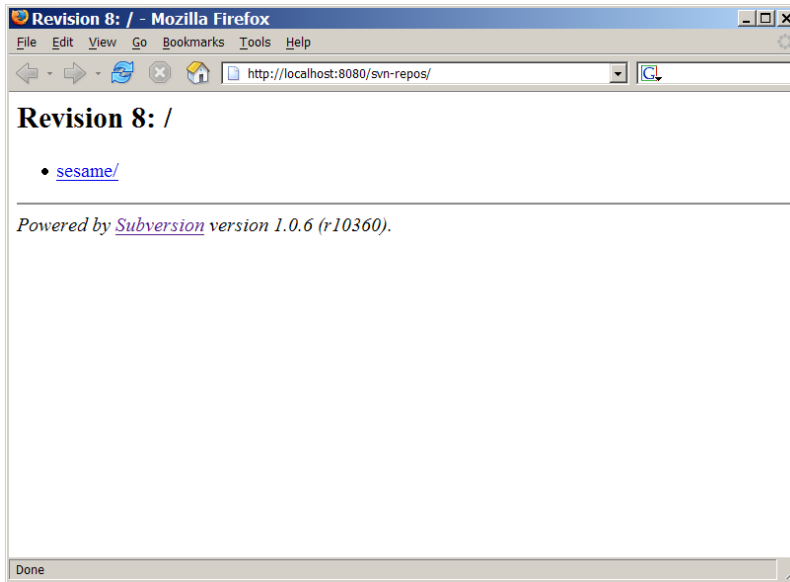 Revision 8: / - Mozilla Firefox
File Edit View Go Bookmarks Tools Help
http://localhost:8080/svn-repos/ G
Revision 8: /
• sesame/
Powered by Subversion version 1.0.6 (r10360).
Done